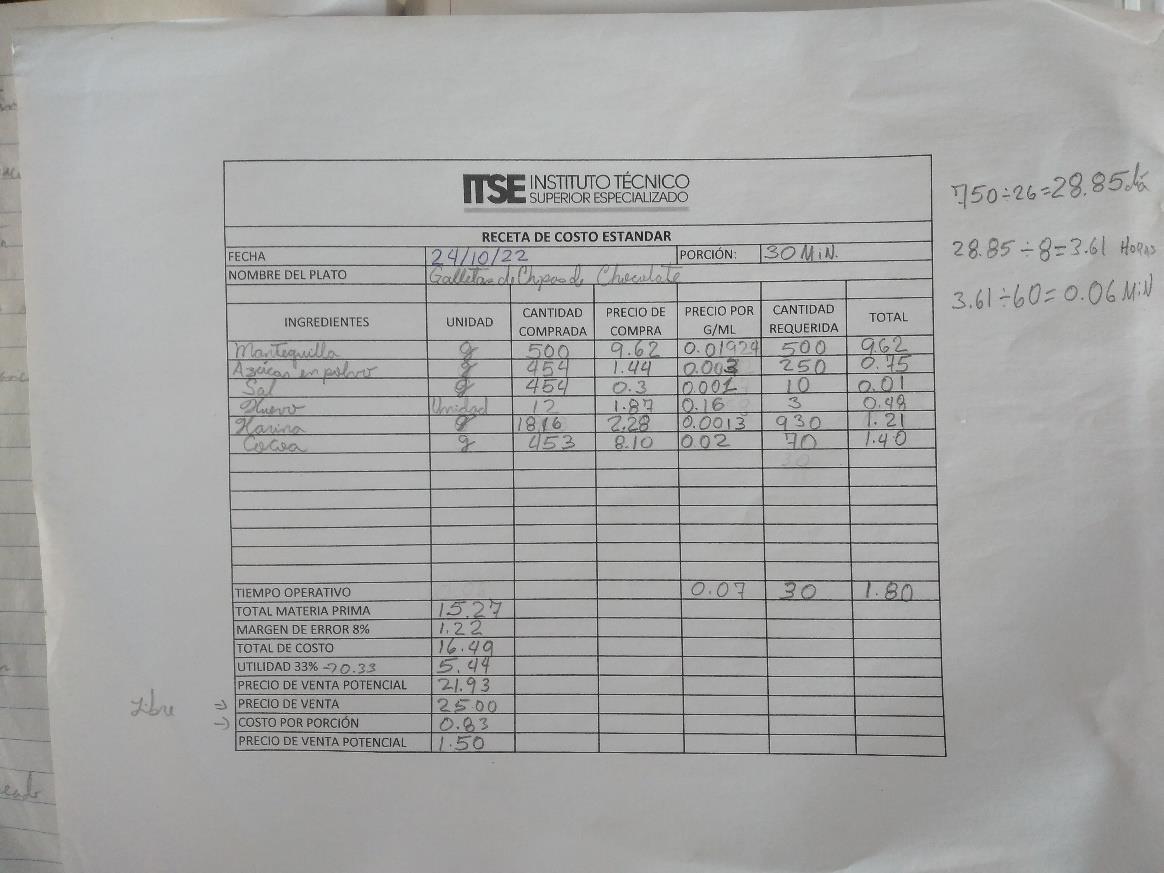 ITSE INSTITUTO TÉCNICO
SUPERIOR ESPECIALIZADO
RECETA DE COSTO ESTANDAR
FECHA 24/10/22 PORCIÓN: 30 MiN.
NOMBRE DEL PLATO Galletas de Chipas de Chocolate
INGREDIENTES UNIDAD CANTIDAD COMPRADA PRECIO DE COMPRA PRECIO POR G/ML CANTIDAD REQUERIDA TOTAL
Mantequilla g 500 9.62 0.01924 500 9.62
Azúcar en polvo g 454 1.44 0.003 250 0.75
Sal g 454 0.3 0.001 10 0.01
Huevo Unidad 12 1.87 0.16 3 0.48
Harina g 1816 2.28 0.0013 930 1.21
Cocoa g 453 8.10 0.02 70 1.40
TIEMPO OPERATIVO 0.07 30 1.80
TOTAL MATERIA PRIMA 15.27
MARGEN DE ERROR 8% 1.22
TOTAL DE COSTO 16.49
UTILIDAD 33% →0.33 5.44
PRECIO DE VENTA POTENCIAL 21.93
Libre ⇒ PRECIO DE VENTA 25.00
→ COSTO POR PORCIÓN 0.83
PRECIO DE VENTA POTENCIAL 1.50
750÷26=28.85 día
28.85÷8=3.61 Horas
3.61÷60=0.06 MiN